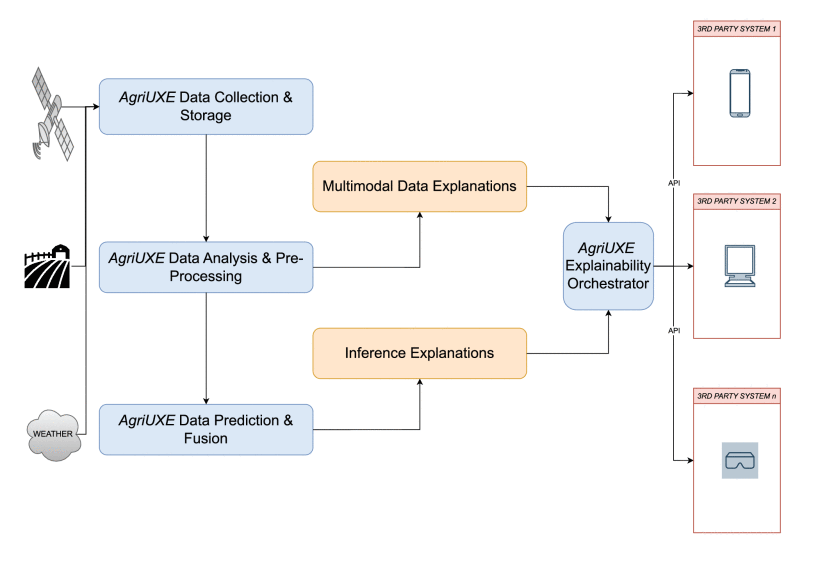 3RD PARTY SYSTEM 1
AgriUXE Data Collection &
Storage
API
Multimodal Data Explanations
3RD PARTY SYSTEM 2
AgriUXE Data Analysis & Pre-
Processing
AgriUXE
Explainability
Orchestrator
API
Inference Explanations
3RD PARTY SYSTEM n
AgriUXE Data Prediction &
Fusion
WEATHER